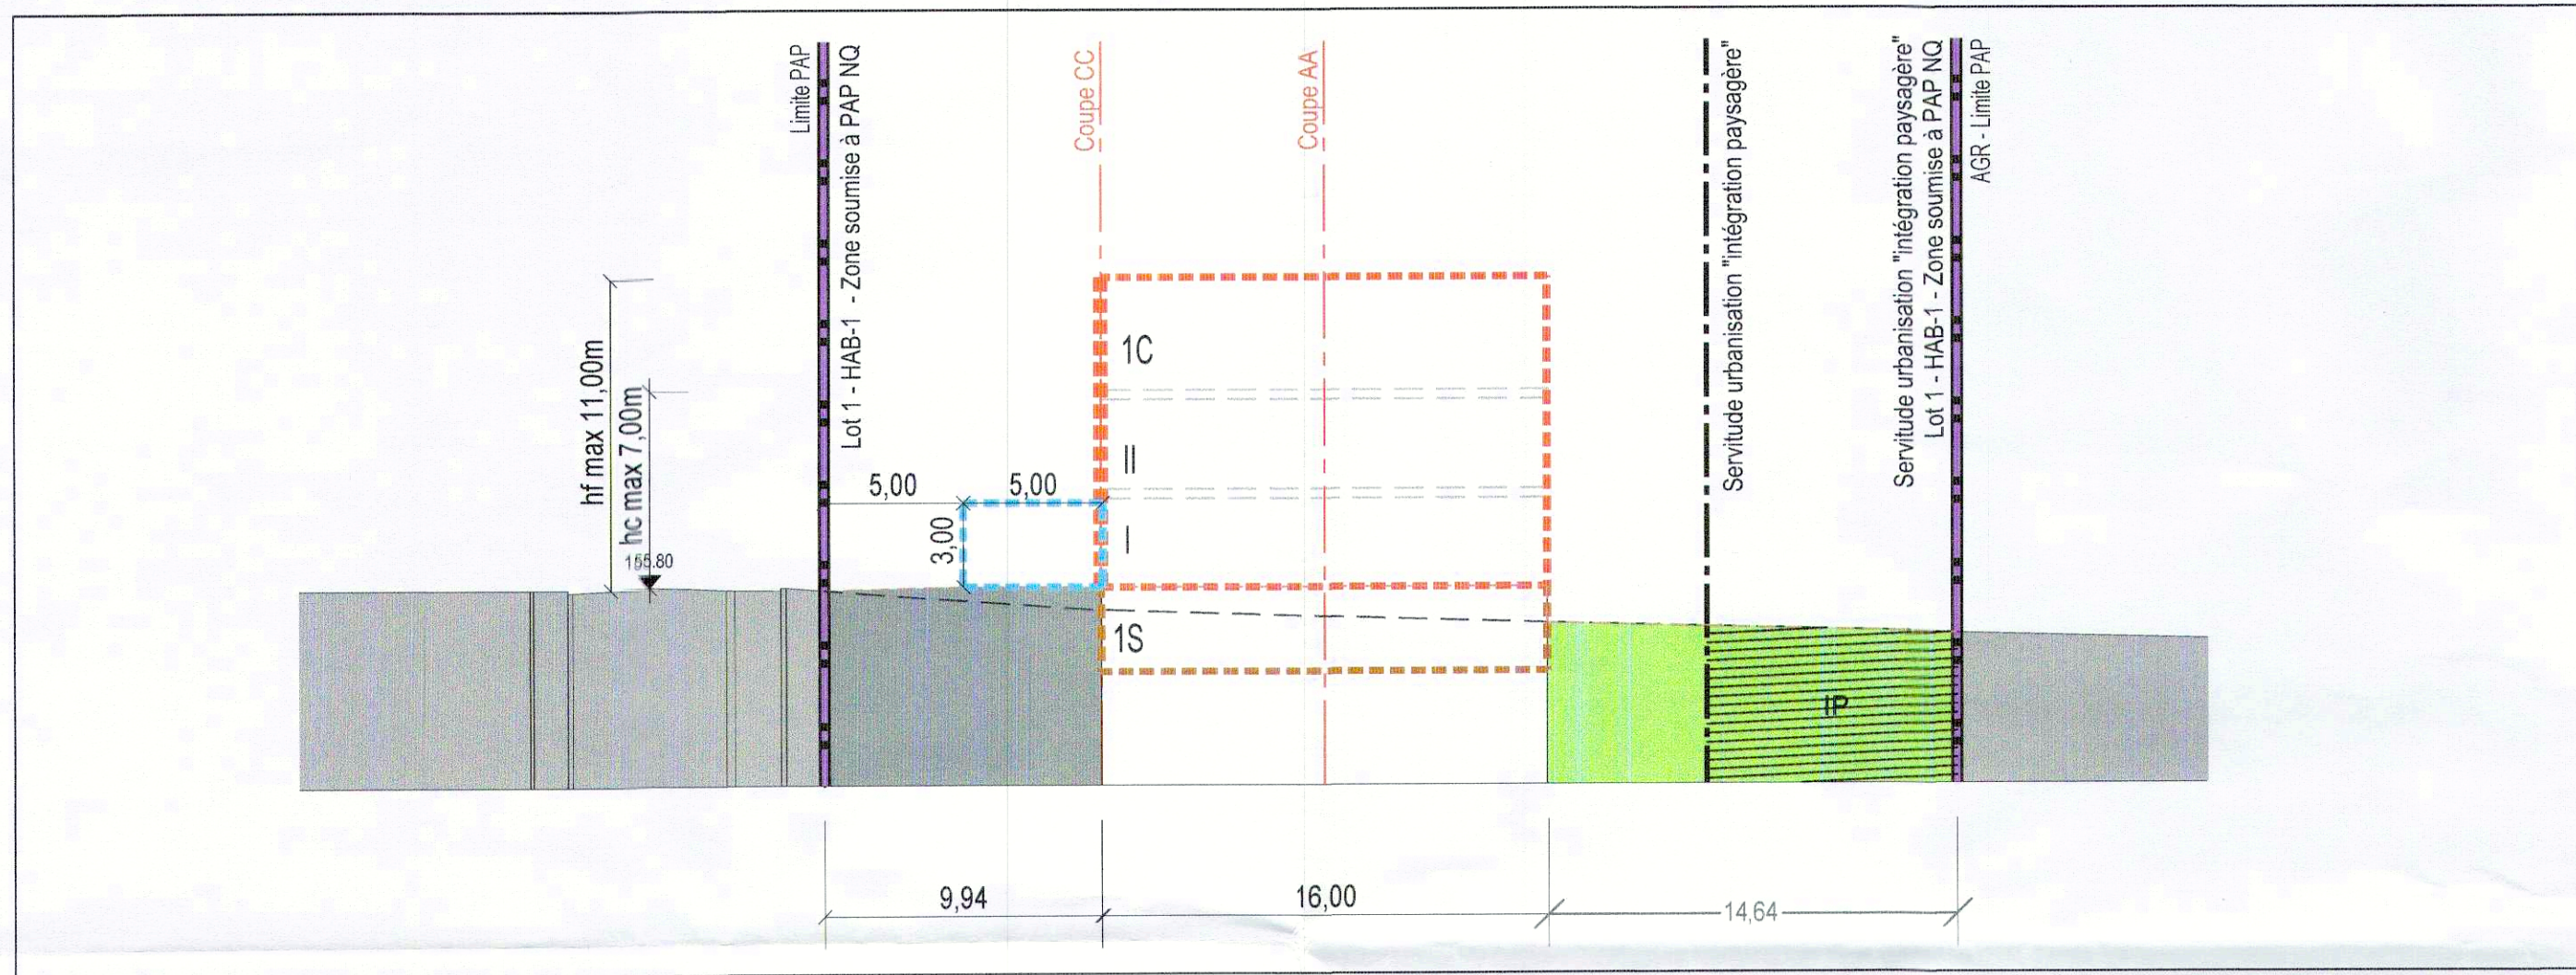 Limite PAP
Lot 1 - HAB-1 - Zone soumise à PAP NQ
Coupe CC
Coupe AA
Servitude urbanisation "intégration paysagère"
Servitude urbanisation "intégration paysagère"
Lot 1 - HAB-1 - Zone soumise à PAP NQ
AGR - Limite PAP
hf max 11,00m
hc max 7,00m
155.80
5,00
5,00
3,00
1C
II
I
1S
IP
9,94
16,00
14,64